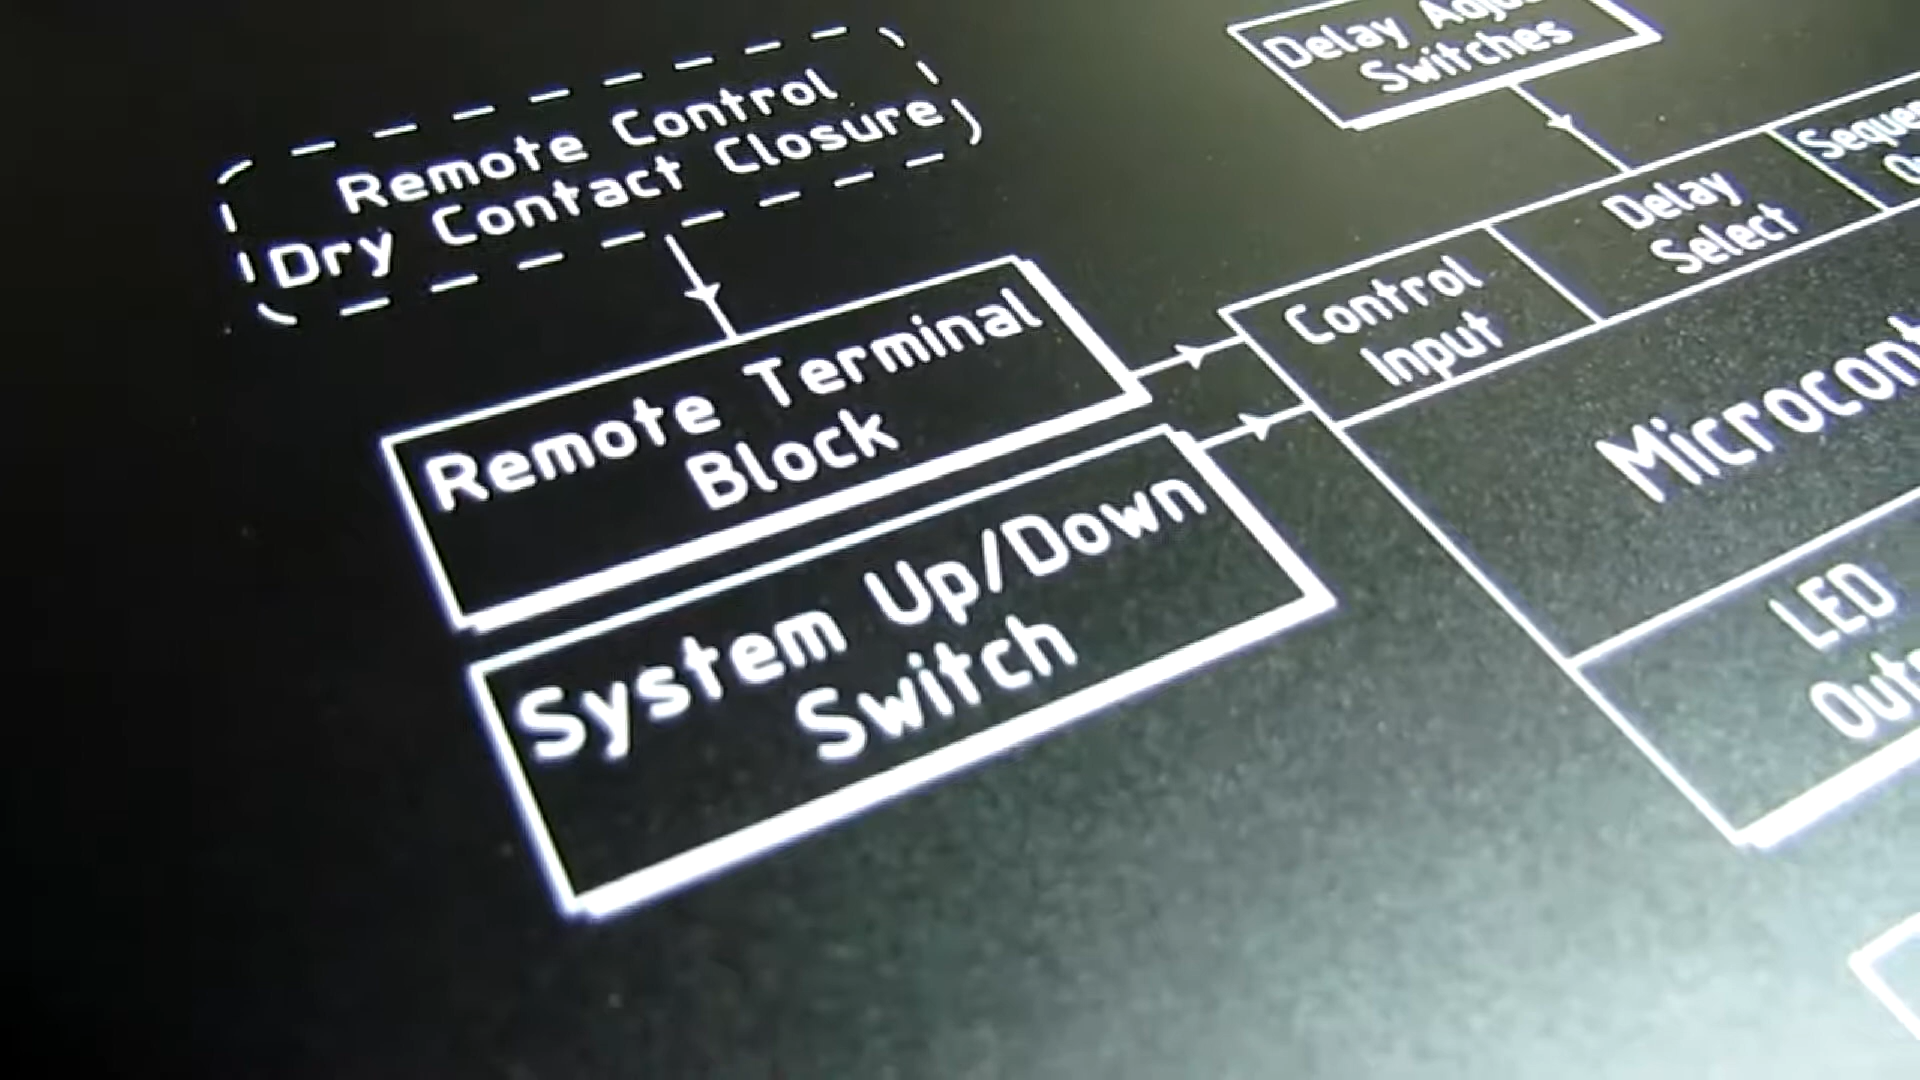 Remote Control
Dry Contact Closure
Delay
Switches
Remote Terminal
Block
System Up/Down
Switch
Control
Input
Delay
Select
LED